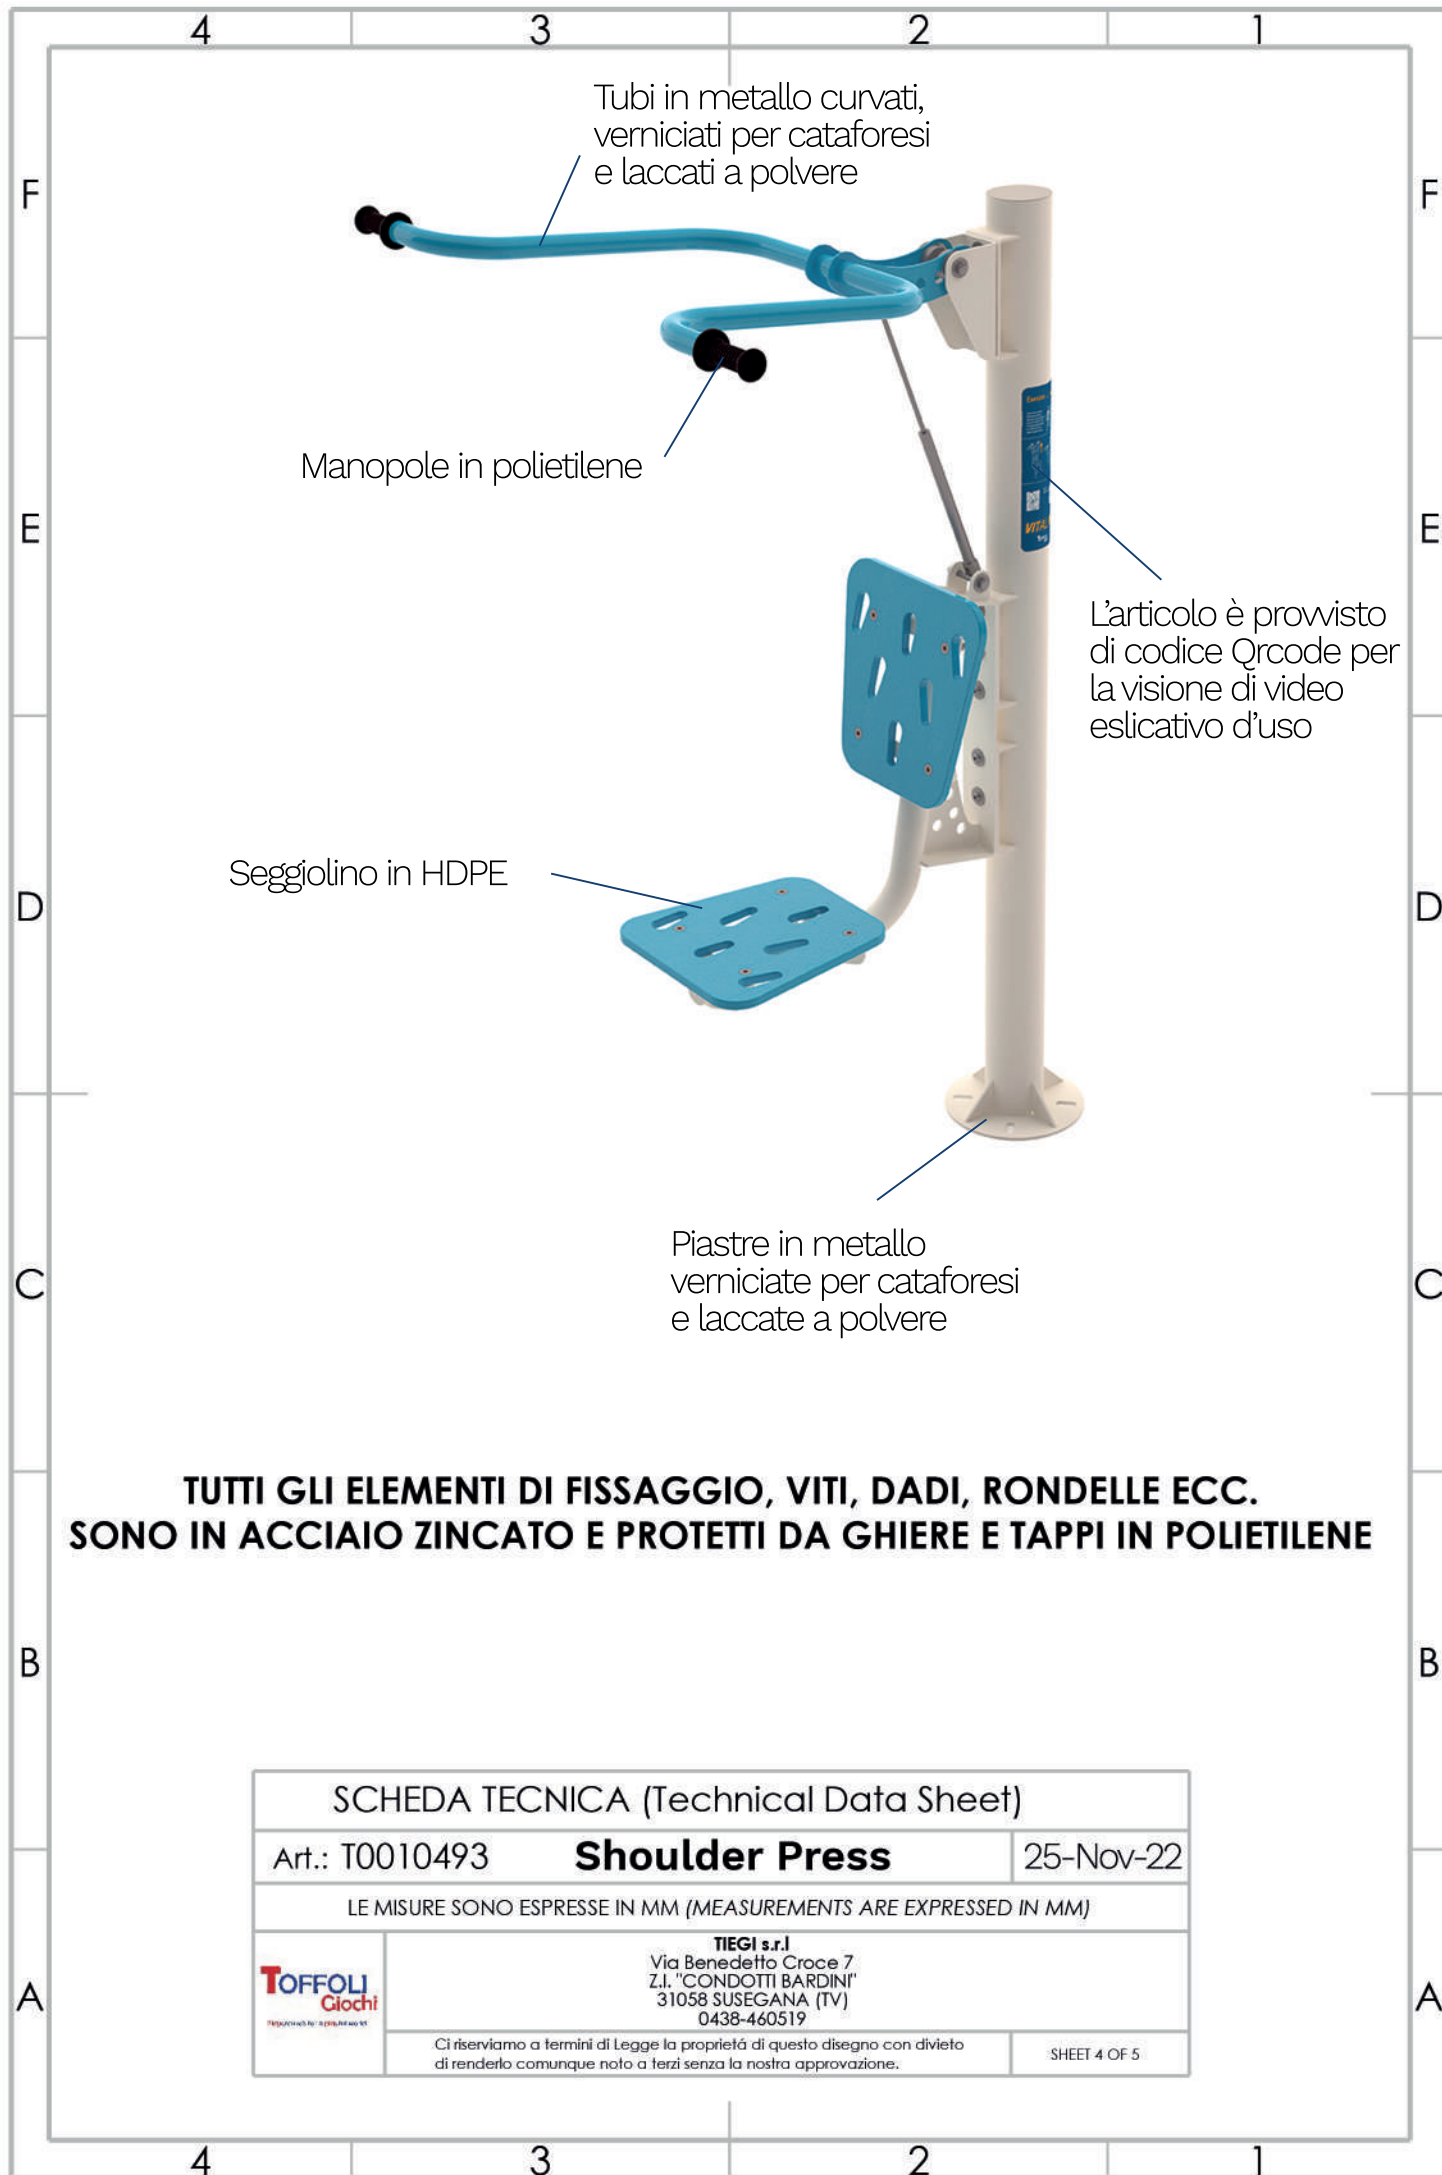 4 3 2 1
Tubi in metallo curvati,
verniciati per cataforesi
e laccati a polvere
F F
Manopole in polietilene
E E
VITAL
L'articolo è provvisto
di codice Qrcode per
la visione di video
eslicativo d'uso
Seggiolino in HDPE
D D
Piastre in metallo
verniciate per cataforesi
e laccate a polvere
C C
TUTTI GLI ELEMENTI DI FISSAGGIO, VITI, DADI, RONDELLE ECC.
SONO IN ACCIAIO ZINCATO E PROTETTI DA GHIERE E TAPPI IN POLIETILENE
B B
SCHEDA TECNICA (Technical Data Sheet)
Art.: T0010493 Shoulder Press 25-Nov-22
LE MISURE SONO ESPRESSE IN MM (MEASUREMENTS ARE EXPRESSED IN MM)
TOFFOLI
Giochi
TIEGI s.r.l
Via Benedetto Croce 7
Z.I. "CONDOTTI BARDINI"
31058 SUSEGANA (TV)
0438-460519
A A
Ci riserviamo a termini di Legge la proprietá di questo disegno con divieto
di renderlo comunque noto a terzi senza la nostra approvazione.
SHEET 4 OF 5
4 3 2 1